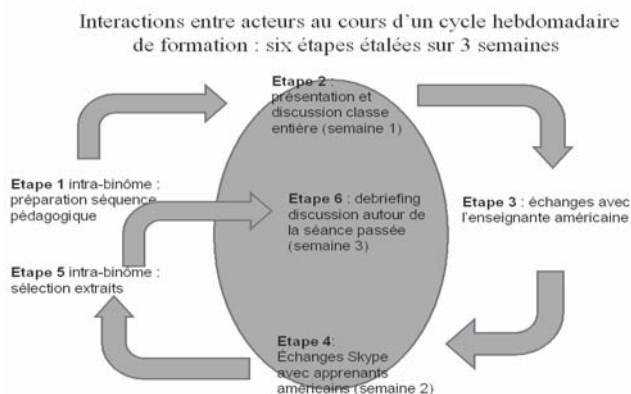 Interactions entre acteurs au cours d'un cycle hebdomadaire
de formation : six étapes étalées sur 3 semaines
Etape 2 :
présentation et
discussion classe
entière (semaine 1)
Etape 1 intra-binôme :
préparation séquence
pédagogique
Etape 6 : debriefing
discussion autour de
la séance passée
(semaine 3)
Etape 3 : échanges avec
l'enseignante américaine
Etape 5 intra-binôme :
sélection extraits
Etape 4:
Échanges Skype
avec apprenants
américains (semaine 2)